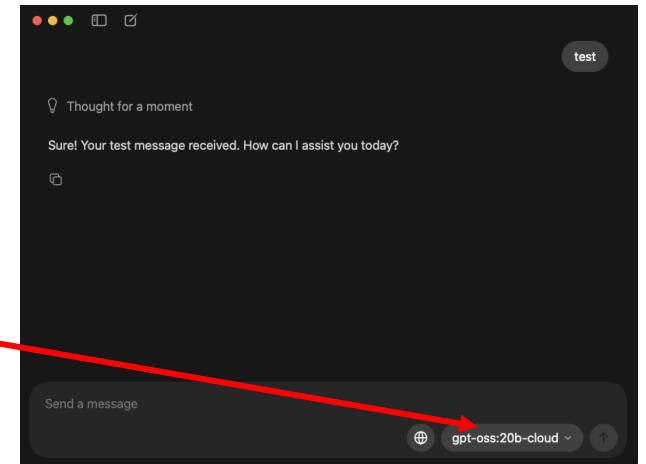 test
Thought for a moment
Sure! Your test message received. How can I assist you today?
Send a message
gpt-oss:20b-cloud